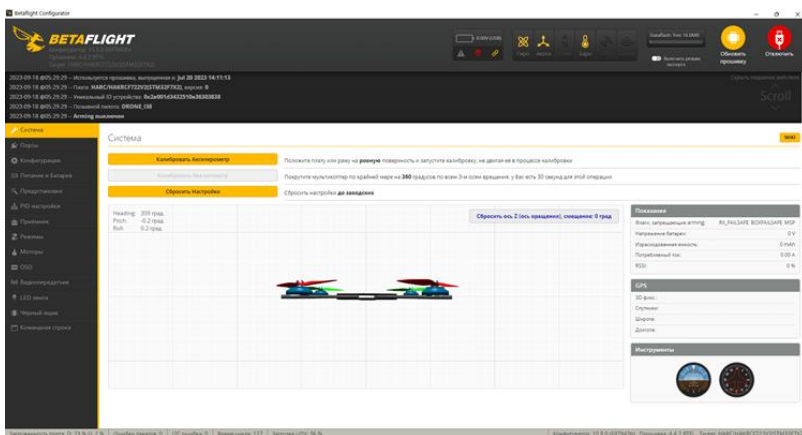 Betaflight Configurator
BETAFLIGHT
Обновить прошивку
Отключить
2023-09-18 @05:29:29 -- Используется прошивка, выпущенная в: Jul 20 2023 14:11:13
2023-09-18 @05:29:29 -- Плата: HARC/HAKRCF722V2(STM32F7X2), версия: 0
2023-09-18 @05:29:29 -- Уникальный ID устройства:
2023-09-18 @05:29:29 -- Позывной пилота: DRONE_138
2023-09-18 @05:29:29 -- Arming выключен
Scroll
Система
Порты
Конфигурация
Питание и Батарея
Предустановки
PID настройки
Приёмник
Режимы
Моторы
OSD
Видеопередатчик
LED лента
Чёрный ящик
Командная строка
Система
WIKI
Калибровать Акселерометр
Положите плату или раму на ровную поверхность и запустите калибровку, не двигая её в процессе калибровки
Калибровать Магнитометр
Покрутите мультикоптер по крайней мере на 360 градусов по всем 3-м осям вращения, у Вас есть 30 секунд для этой операции
Сбросить Настройки
Сбросить настройки до заводских
Heading: 359 град.
Pitch: -0.2 град.
Roll: 0.2 град.
Сбросить ось Z (ось вращения), смещение: 0 град
Показания
Флаги, запрещающие arming: RX_FAILSAFE BOXFAILSAFE MSP
Напряжение батареи: 0 V
Израсходованная емкость: 0 mAh
Потребляемый ток: 0.00 A
RSSI: 0 %
GPS
3D фикс:
Спутники:
Широта:
Долгота:
Инструменты